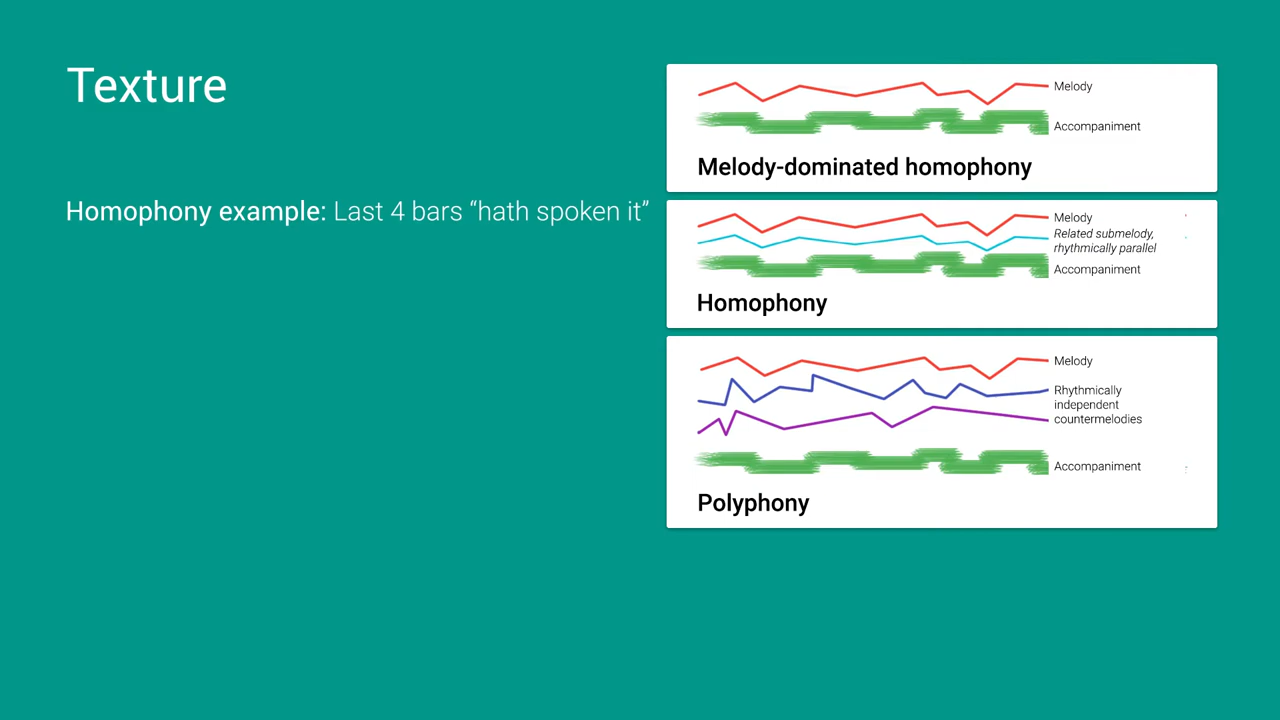 Texture
Homophony example: Last 4 bars “hath spoken it”
Melody
Accompaniment
Melody-dominated homophony
Melody
Related submelody,
rhythmically parallel
Accompaniment
Homophony
Melody
Rhythmically
independent
countermelodies
Accompaniment
Polyphony